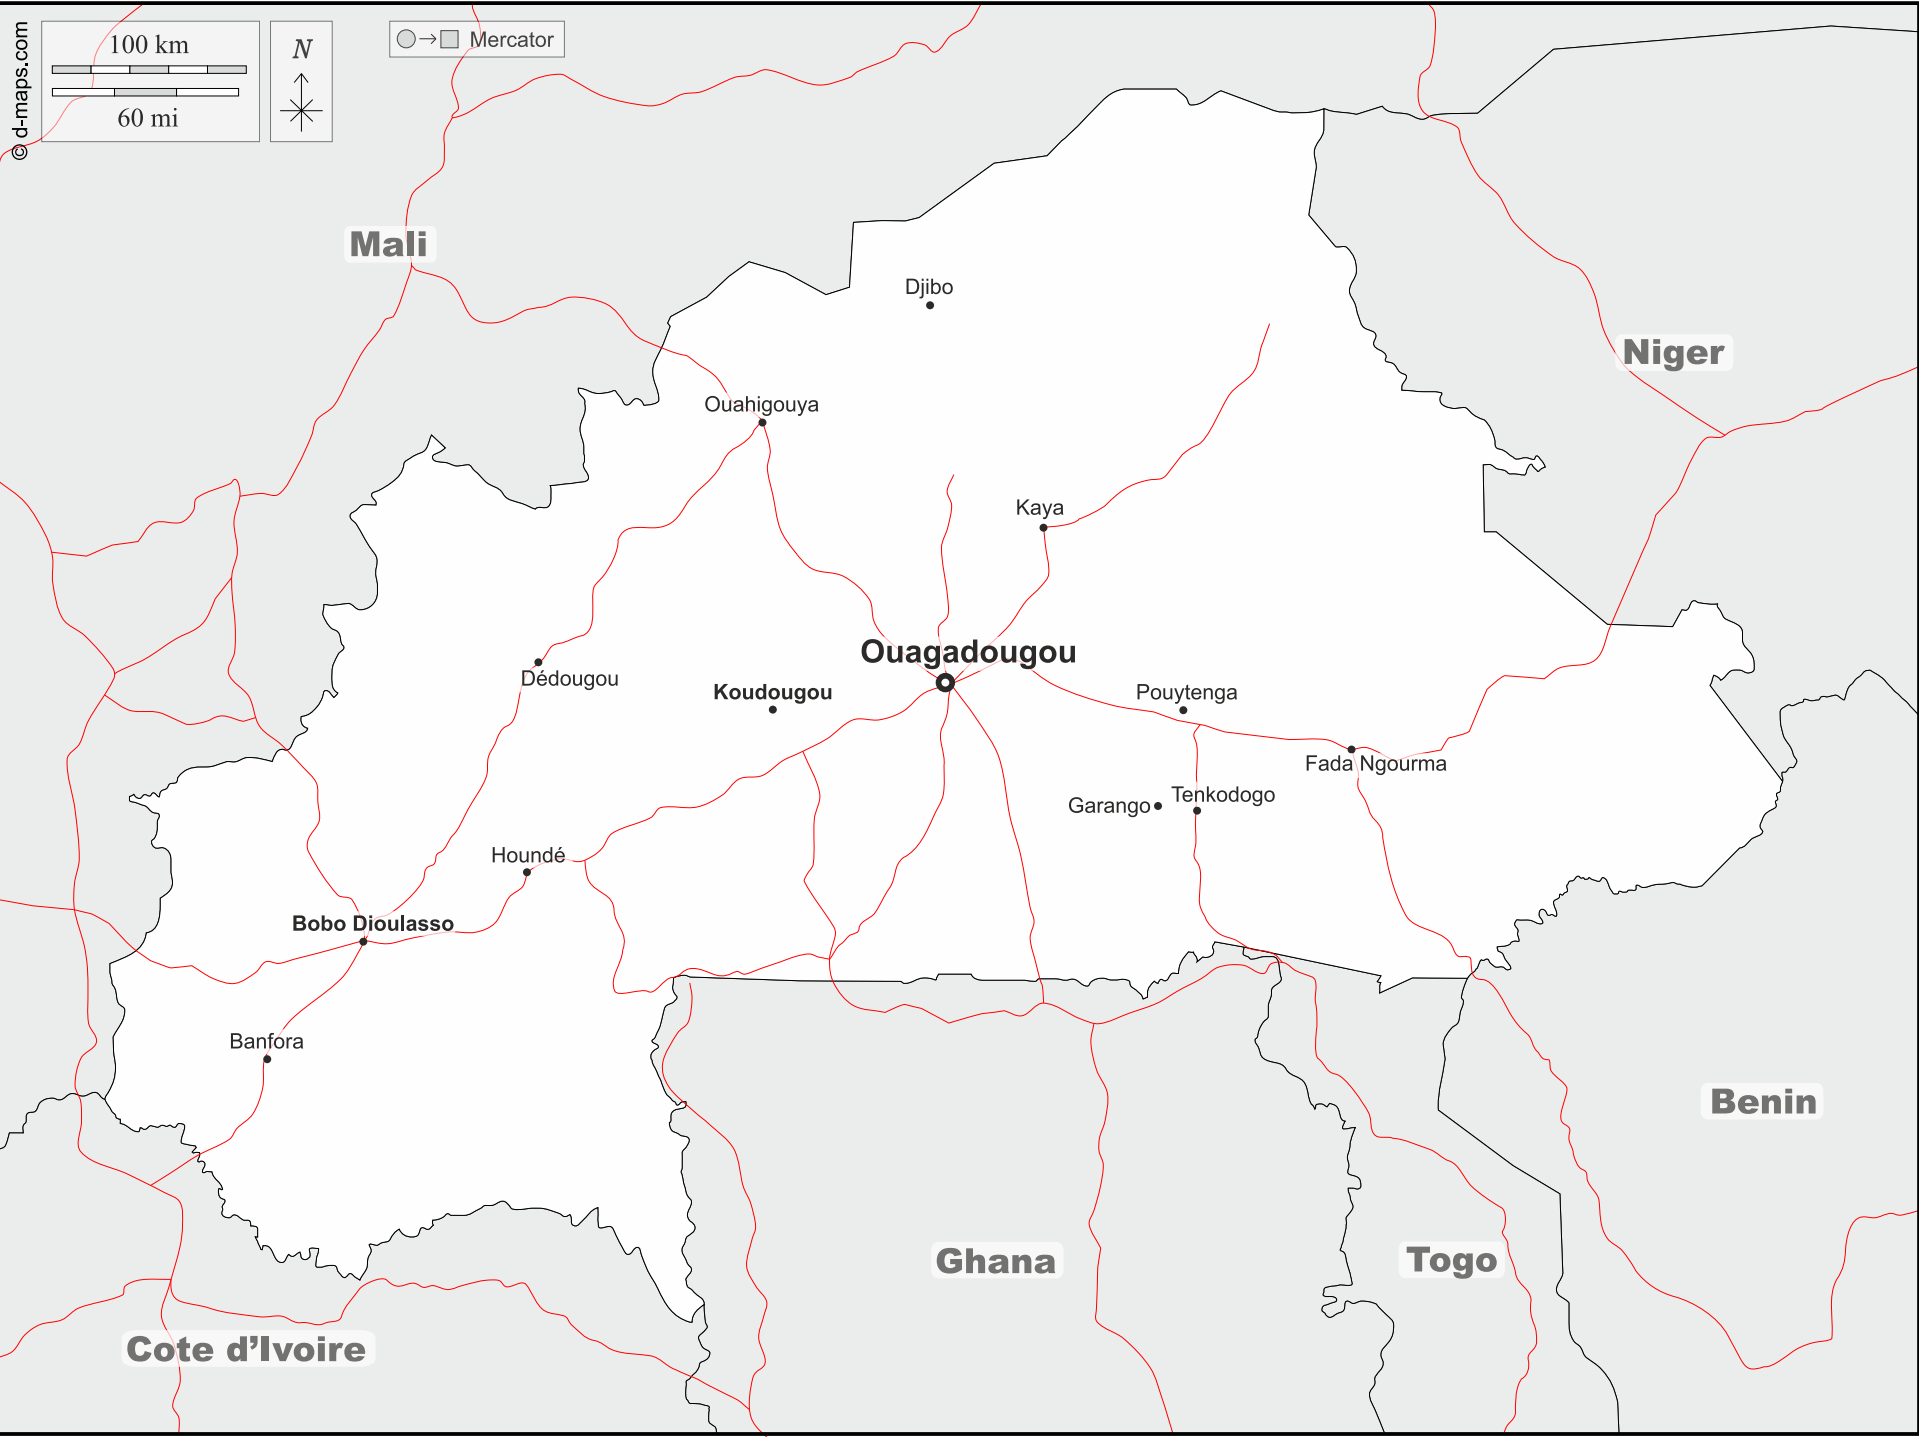 © d-maps.com
100 km
60 mi
N
Mercator
Mali
Djibo
Niger
Ouahigouya
Kaya
Ouagadougou
Dédougou
Koudougou
Pouytenga
Fada Ngourma
Garango
Tenkodogo
Houndé
Bobo Dioulasso
Banfora
Benin
Ghana
Togo
Cote d'Ivoire